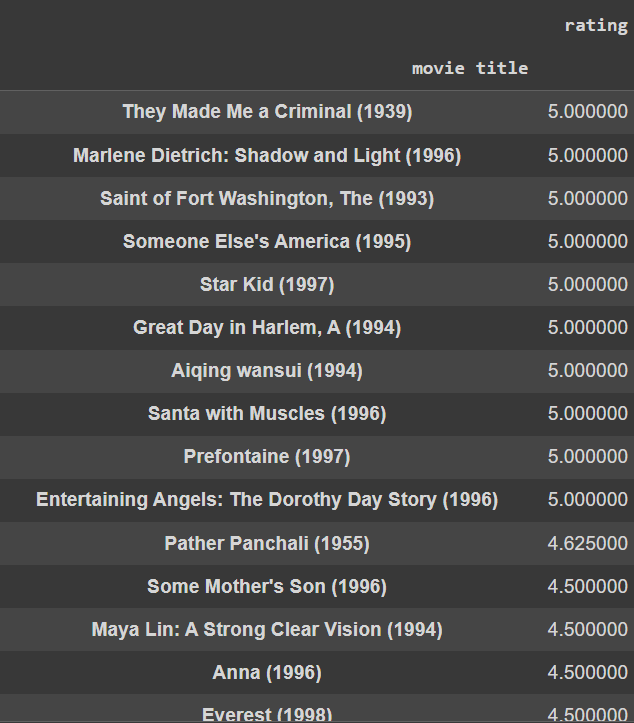 rating
movie title
They Made Me a Criminal (1939) 5.000000
Marlene Dietrich: Shadow and Light (1996) 5.000000
Saint of Fort Washington, The (1993) 5.000000
Someone Else's America (1995) 5.000000
Star Kid (1997) 5.000000
Great Day in Harlem, A (1994) 5.000000
Aiqing wansui (1994) 5.000000
Santa with Muscles (1996) 5.000000
Prefontaine (1997) 5.000000
Entertaining Angels: The Dorothy Day Story (1996) 5.000000
Pather Panchali (1955) 4.625000
Some Mother's Son (1996) 4.500000
Maya Lin: A Strong Clear Vision (1994) 4.500000
Anna (1996) 4.500000
Everest (1998) 4.500000